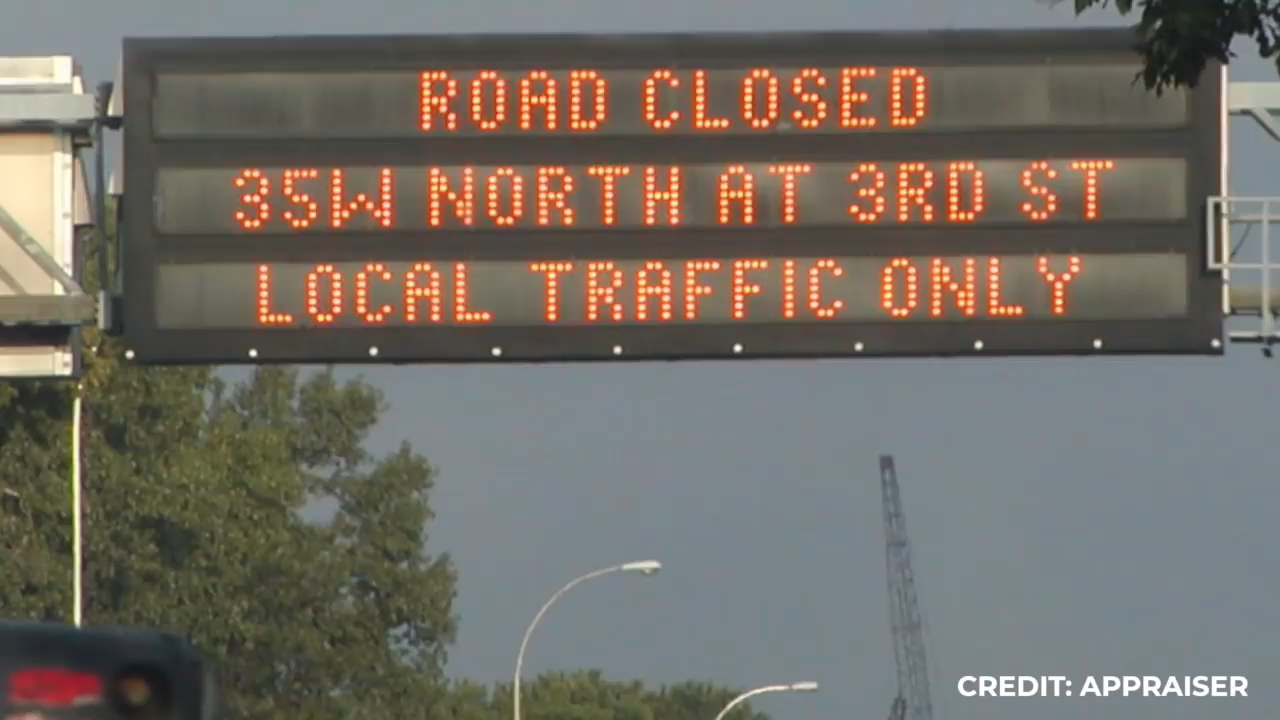 ROAD CLOSED
35W NORTH AT 3RD ST
LOCAL TRAFFIC ONLY
CREDIT: APPRAISER